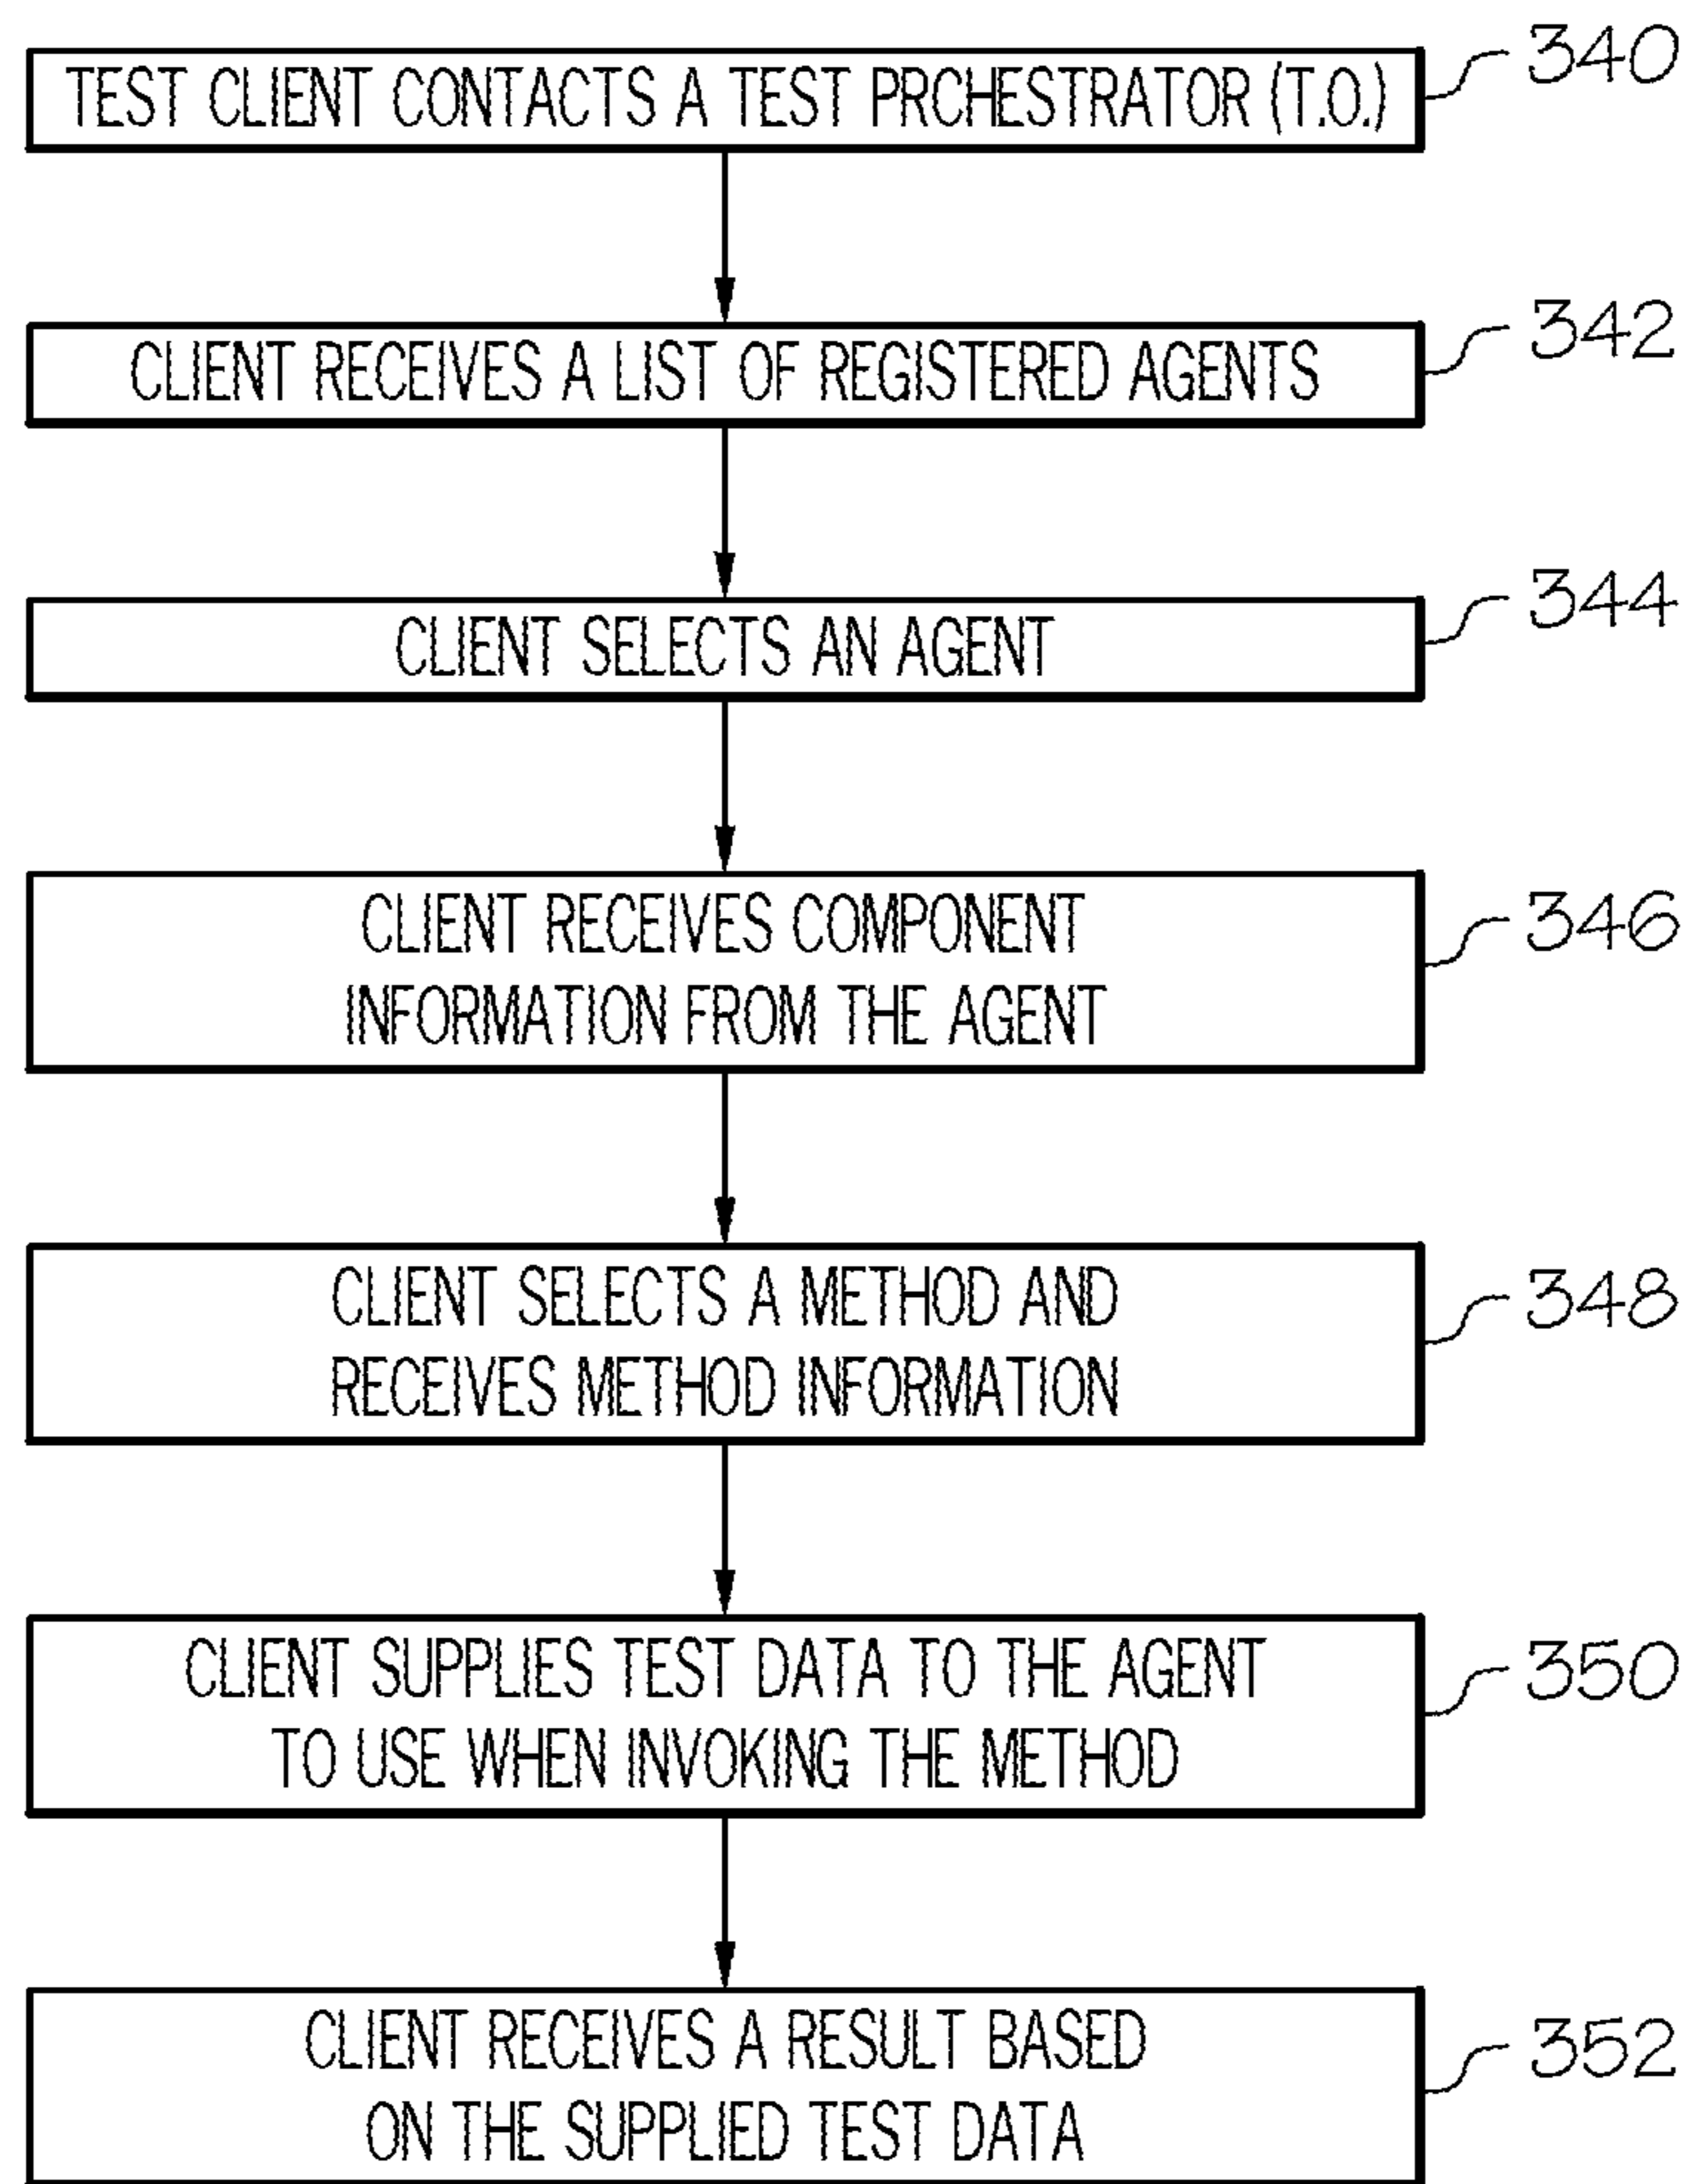 TEST CLIENT CONTACTS A TEST PRCHESTRATOR (T.O.)
340
CLIENT RECEIVES A LIST OF REGISTERED AGENTS
342
CLIENT SELECTS AN AGENT
344
CLIENT RECEIVES COMPONENT
INFORMATION FROM THE AGENT
346
CLIENT SELECTS A METHOD AND
RECEIVES METHOD INFORMATION
348
CLIENT SUPPLIES TEST DATA TO THE AGENT
TO USE WHEN INVOKING THE METHOD
350
CLIENT RECEIVES A RESULT BASED
ON THE SUPPLIED TEST DATA
352